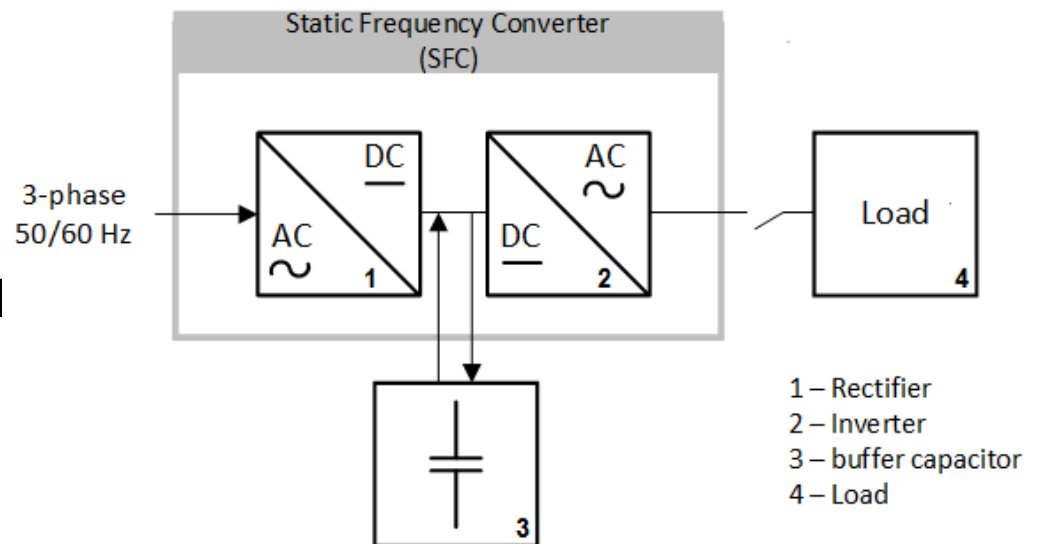 Static Frequency Converter
(SFC)
3-phase
50/60 Hz
DC
AC
1
AC
DC
2
Load
4
3
1 – Rectifier
2 – Inverter
3 – buffer capacitor
4 – Load